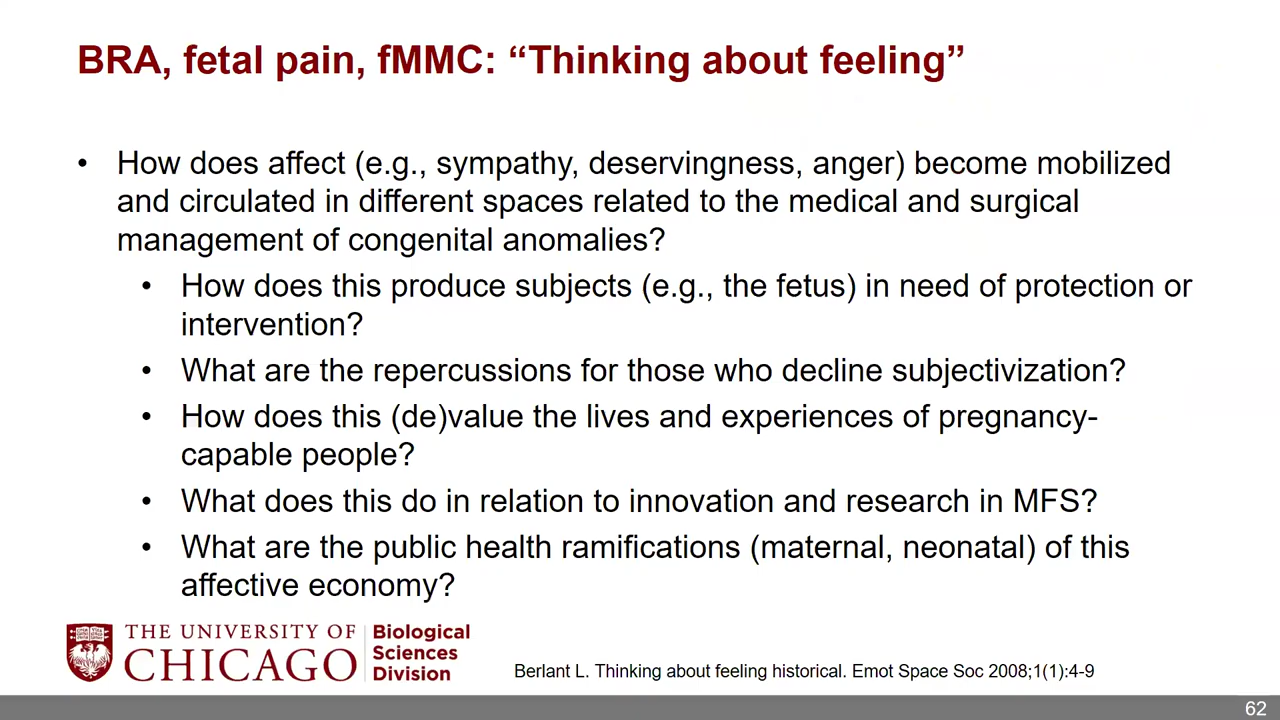 BRA, fetal pain, fMMC: “Thinking about feeling”
• How does affect (e.g., sympathy, deservingness, anger) become mobilized
and circulated in different spaces related to the medical and surgical
management of congenital anomalies?
• How does this produce subjects (e.g., the fetus) in need of protection or
intervention?
• What are the repercussions for those who decline subjectivization?
• How does this (de)value the lives and experiences of pregnancy-
capable people?
• What does this do in relation to innovation and research in MFS?
• What are the public health ramifications (maternal, neonatal) of this
affective economy?
THE UNIVERSITY OF
CHICAGO
Biological
Sciences
Division
Berlant L. Thinking about feeling historical. Emot Space Soc 2008;1(1):4-9
62